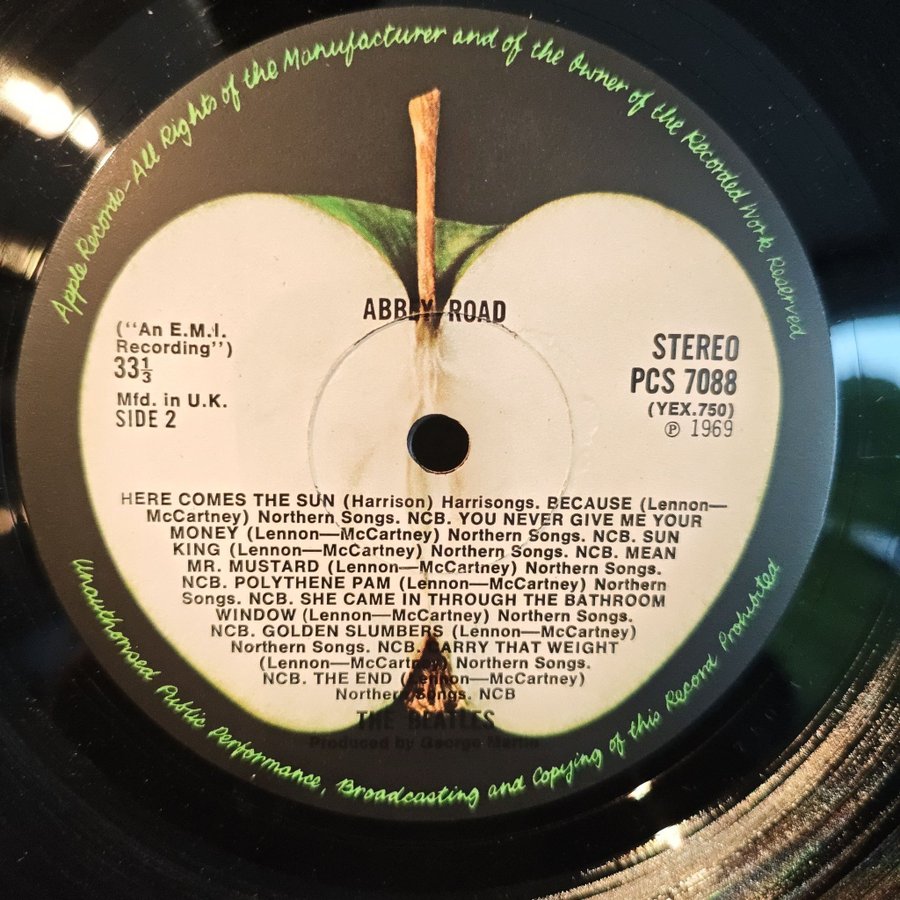 Apple Records-All Rights of the Manufacturer and of the Owner of the Recorded Work Reserved
ABBEY ROAD
(“An E.M.I.
Recording”)
33⅓
Mfd. in U.K.
SIDE 2
STEREO
PCS 7088
(YEX.750)
℗ 1969
HERE COMES THE SUN (Harrison) Harrisongs. BECAUSE (Lennon—
McCartney) Northern Songs. NCB. YOU NEVER GIVE ME YOUR
MONEY (Lennon—McCartney) Northern Songs. NCB. SUN
KING (Lennon—McCartney) Northern Songs. NCB. MEAN
MR. MUSTARD (Lennon—McCartney) Northern Songs.
NCB. POLYTHENE PAM (Lennon—McCartney) Northern
Songs. NCB. SHE CAME IN THROUGH THE BATHROOM
WINDOW (Lennon—McCartney) Northern Songs.
NCB. GOLDEN SLUMBERS (Lennon—McCartney)
Northern Songs. NCB. CARRY THAT WEIGHT
(Lennon—McCartney) Northern Songs.
NCB. THE END (Lennon—McCartney)
Northern Songs. NCB
THE BEATLES
Produced by George Martin
Unauthorised Public Performance, Broadcasting and Copying of this Record Prohibited